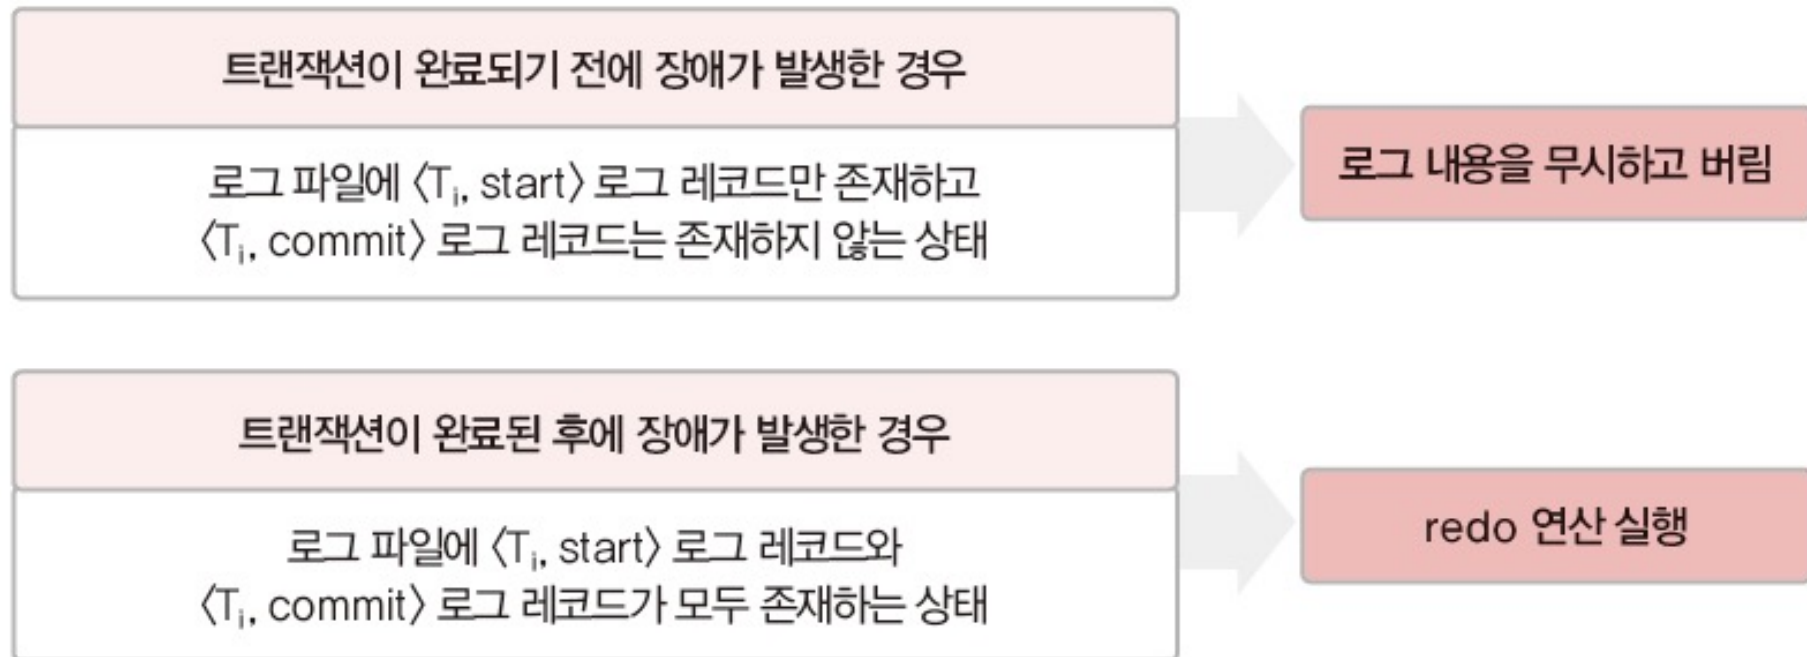 트랜잭션이 완료되기 전에 장애가 발생한 경우
로그 파일에 〈Ti, start〉 로그 레코드만 존재하고
〈Ti, commit〉 로그 레코드는 존재하지 않는 상태
로그 내용을 무시하고 버림
트랜잭션이 완료된 후에 장애가 발생한 경우
로그 파일에 〈Ti, start〉 로그 레코드와
〈Ti, commit〉 로그 레코드가 모두 존재하는 상태
redo 연산 실행